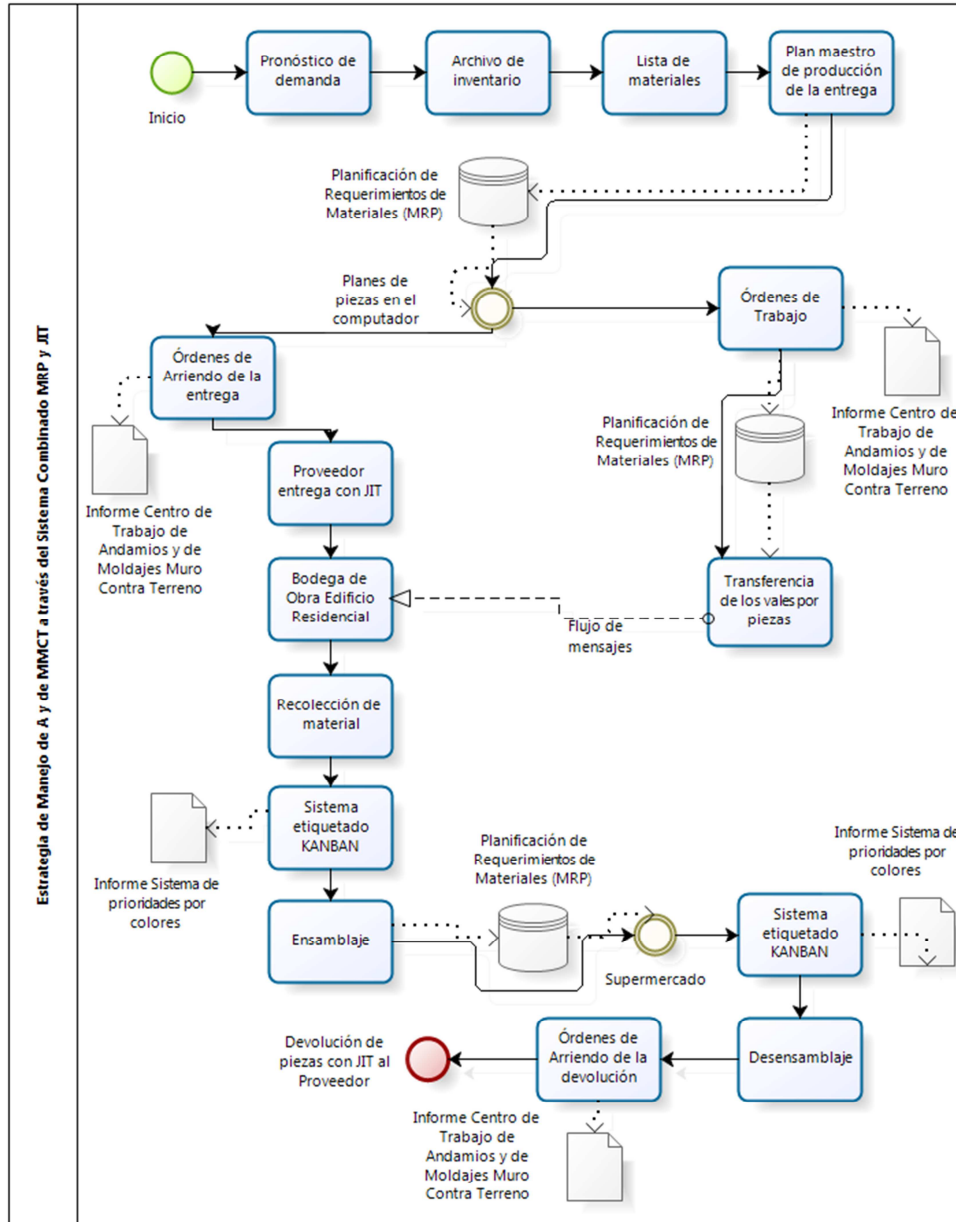 Estrategia de Manejo de A y de MMCT a través del Sistema Combinado MRP y JIT
Inicio
Pronóstico de
demanda
Archivo de
inventario
Lista de
materiales
Plan maestro
de producción
de la entrega
Planificación de
Requerimientos de
Materiales (MRP)
Planes de
piezas en el
computador
Órdenes de
Trabajo
Órdenes de
Arriendo de la
entrega
Informe Centro de
Trabajo de
Andamios y de
Moldajes Muro
Contra Terreno
Planificación de
Requerimientos de
Materiales (MRP)
Informe Centro de
Trabajo de
Andamios y de
Moldajes Muro
Contra Terreno
Proveedor
entrega con JIT
Bodega de
Obra Edificio
Residencial
Flujo de
mensajes
Transferencia
de los vales por
piezas
Recolección de
material
Sistema
etiquetado
KANBAN
Informe Sistema de
prioridades por
colores
Ensamblaje
Planificación de
Requerimientos de
Materiales (MRP)
Supermercado
Sistema
etiquetado
KANBAN
Informe Sistema de
prioridades por
colores
Desensamblaje
Órdenes de
Arriendo de la
devolución
Devolución de
piezas con JIT al
Proveedor
Informe Centro de
Trabajo de
Andamios y de
Moldajes Muro
Contra Terreno